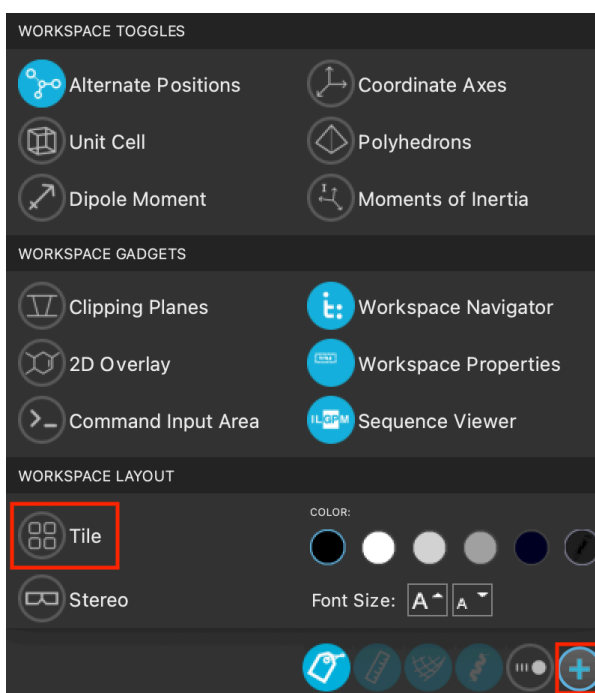 WORKSPACE TOGGLES
Alternate Positions Coordinate Axes
Unit Cell Polyhedrons
Dipole Moment Moments of Inertia
WORKSPACE GADGETS
Clipping Planes Workspace Navigator
2D Overlay Workspace Properties
Command Input Area ILGPM Sequence Viewer
WORKSPACE LAYOUT
COLOR:
Tile
Stereo Font Size: A A